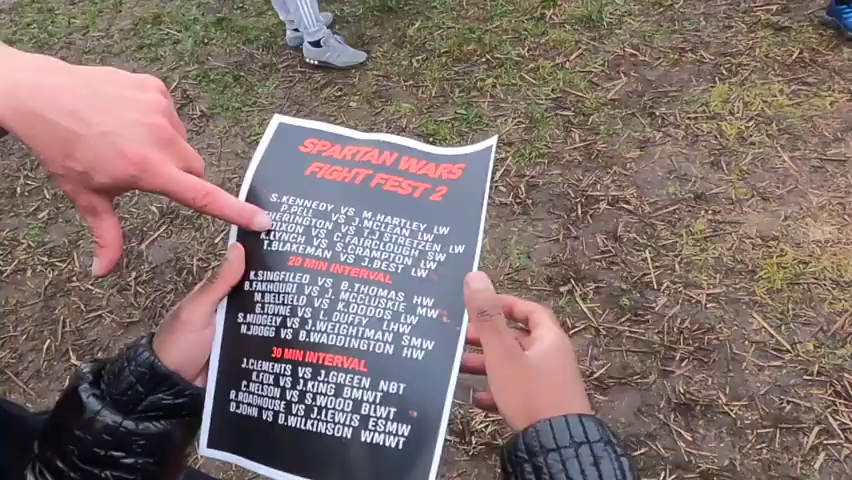 SPARTAN WARS
FIGHT FEST 2
S.KENNEDY VS M.HARTLEY LW
P.PELL VS J.MCLEAN LW
HERINGTON VS T.J STRETZEN LW
DIXON VS C.FAIRCLOUGH SW
K.LYNCH VS S.CRAMPTON LW
T.BLAKEMAN VS J.BEST LW
20 MIN INTERVAL
K.SINGFILED VS B.THOMAS HW
B.FAKHOURI VS J.MCCLUSKIE MW
M.BELFIELD VS K.DODDS LW
G.TOYNE VS L.DUFFY LHW
S.MIDGELY VS J.WEIGHTMAN SMW
N.JOGG VS B.WADDINGTON HW
30 MIN INTERVAL
J.CLEMENTS VS J.GREEN NBT
K.FOX VS J.KING BMWT
C.NELSON VS S.WOOD BLWT
R.ROADHOUSE VS J.LEWIS ESMW
D.JOHN VS D.WILKINSON WMWT